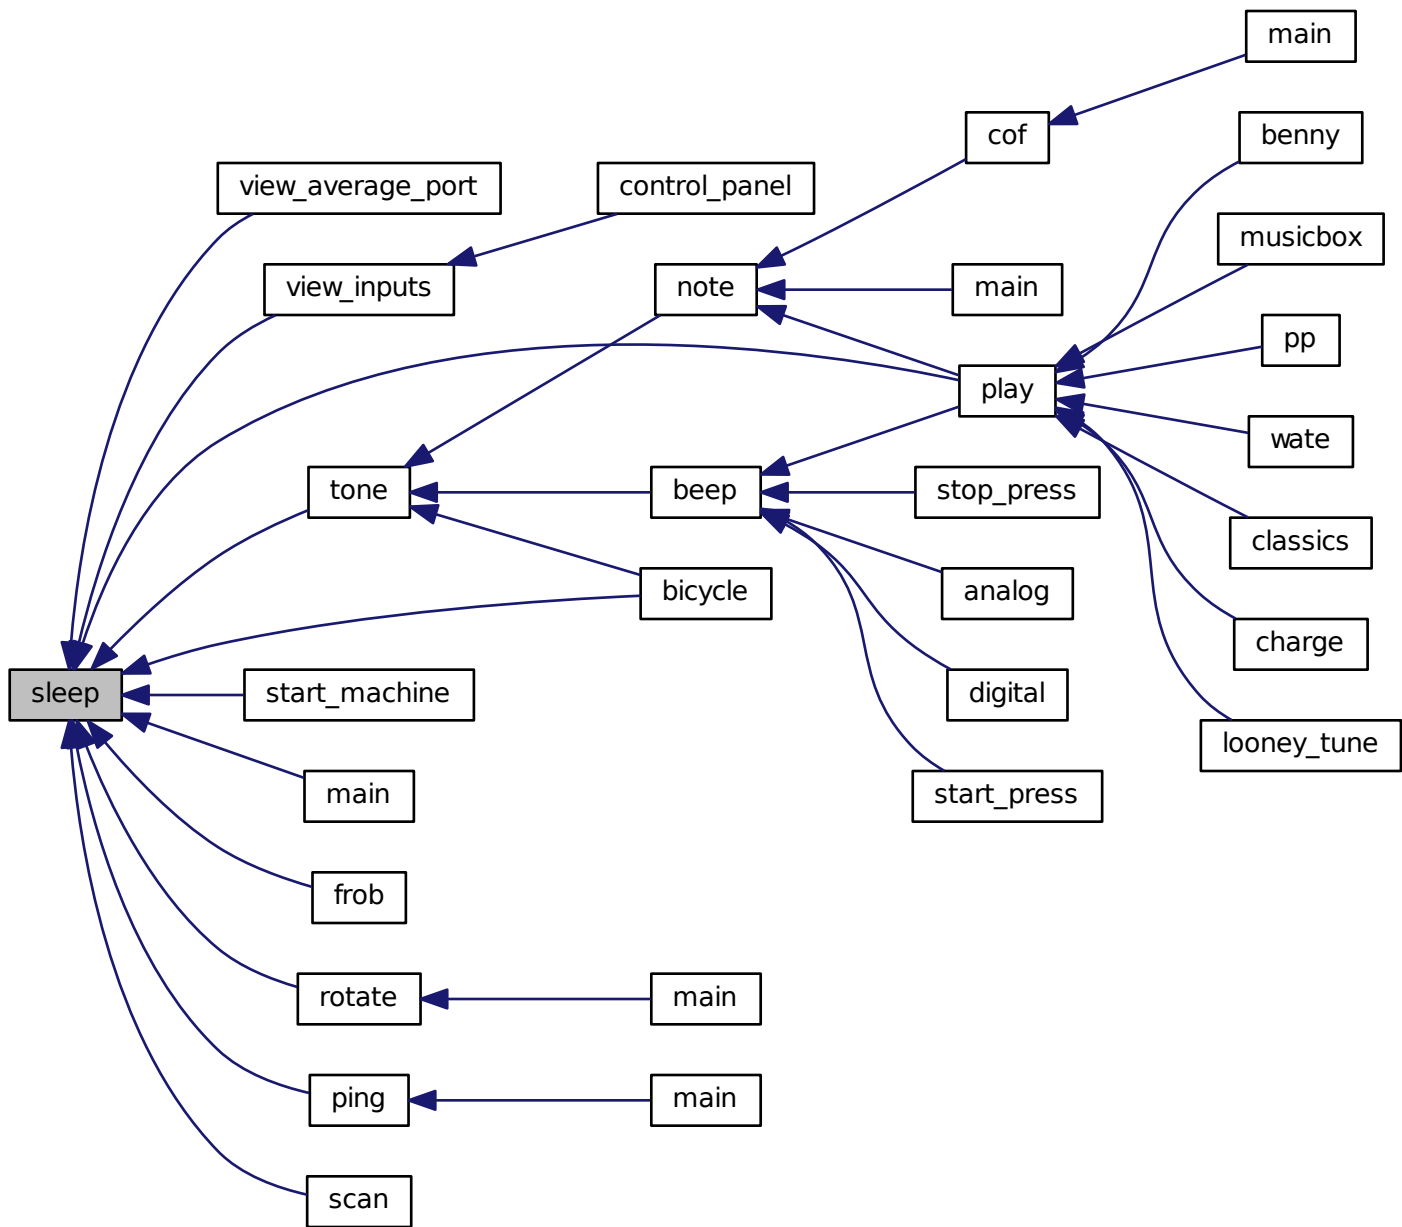 main
cof
benny
view_average_port
control_panel
musicbox
view_inputs
note
main
pp
play
wate
tone
beep
stop_press
classics
bicycle
analog
charge
sleep
start_machine
digital
looney_tune
main
start_press
frob
rotate
main
ping
main
scan